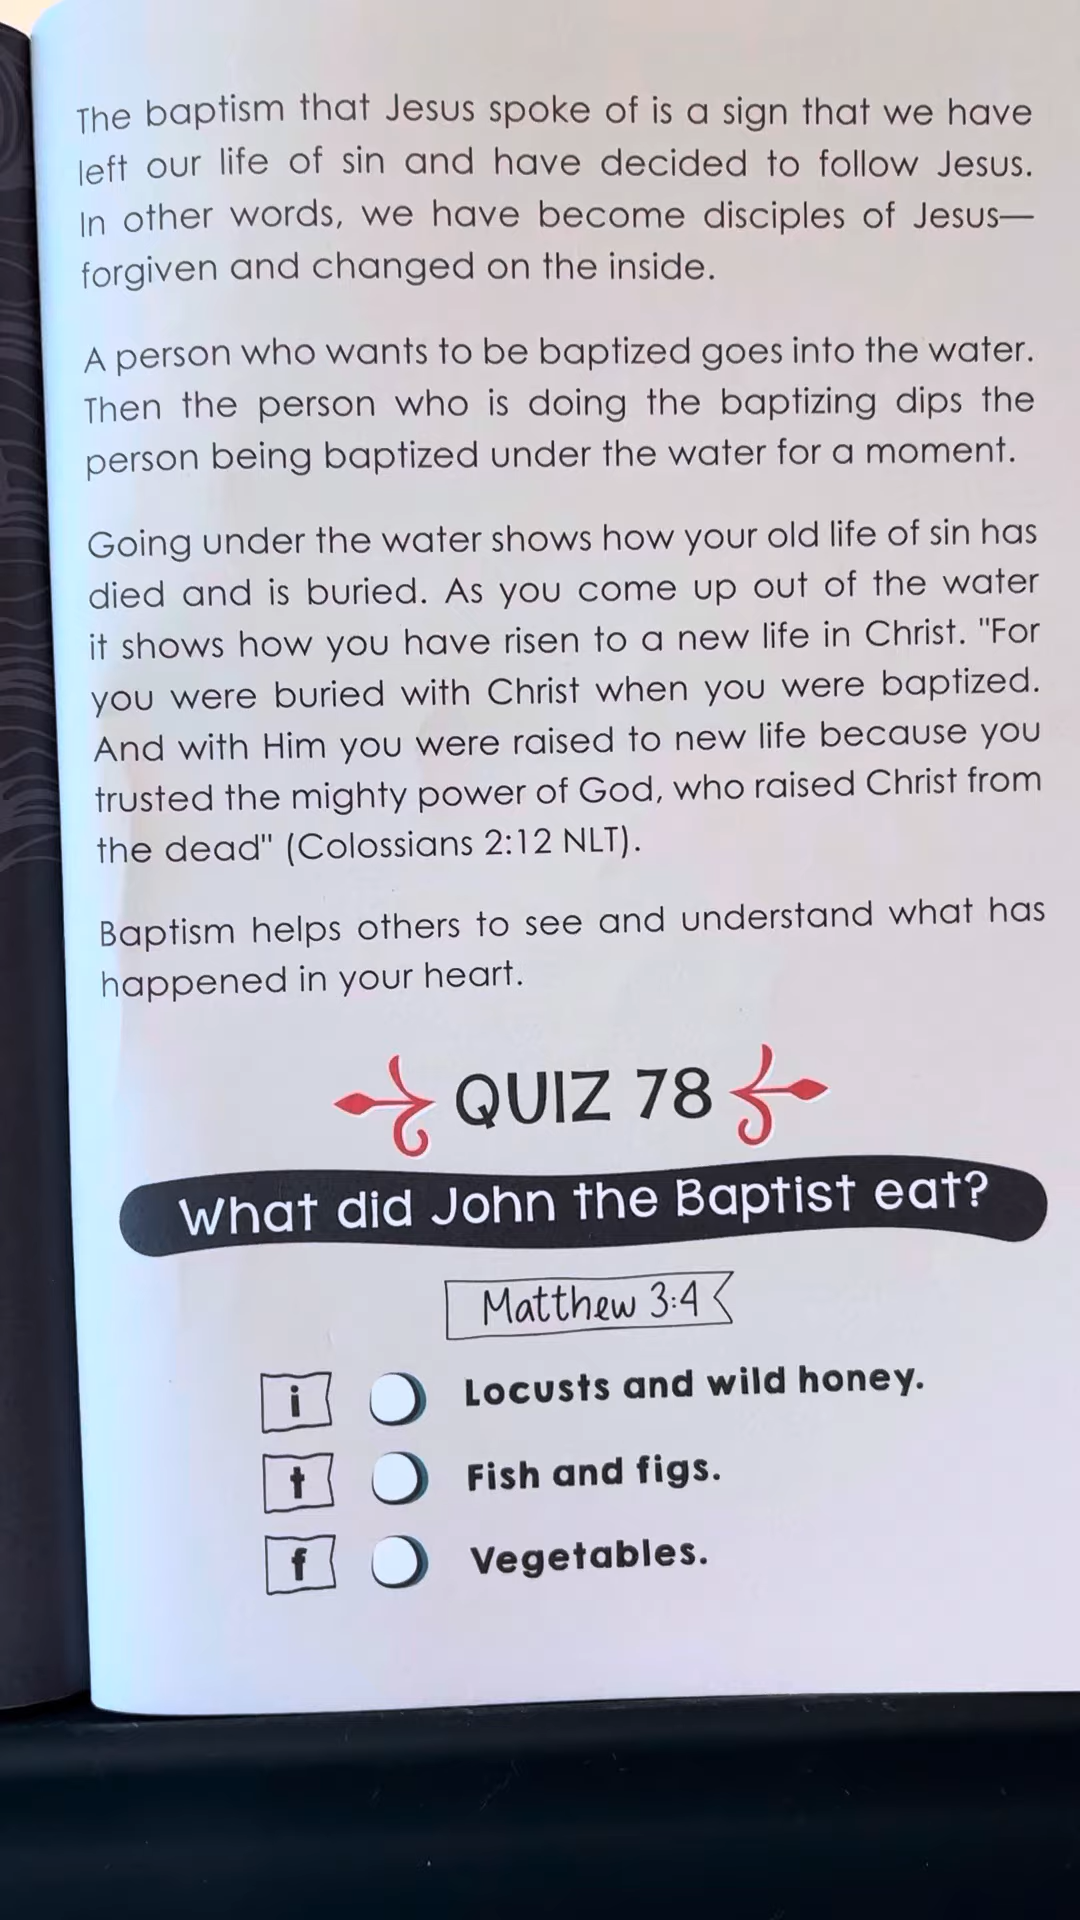 The baptism that Jesus spoke of is a sign that we have
left our life of sin and have decided to follow Jesus.
In other words, we have become disciples of Jesus—
forgiven and changed on the inside.
A person who wants to be baptized goes into the water.
Then the person who is doing the baptizing dips the
person being baptized under the water for a moment.
Going under the water shows how your old life of sin has
died and is buried. As you come up out of the water
it shows how you have risen to a new life in Christ. "For
you were buried with Christ when you were baptized.
And with Him you were raised to new life because you
trusted the mighty power of God, who raised Christ from
the dead" (Colossians 2:12 NLT).
Baptism helps others to see and understand what has
happened in your heart.
QUIZ 78
What did John the Baptist eat?
Matthew 3:4
i Locusts and wild honey.
t Fish and figs.
f Vegetables.